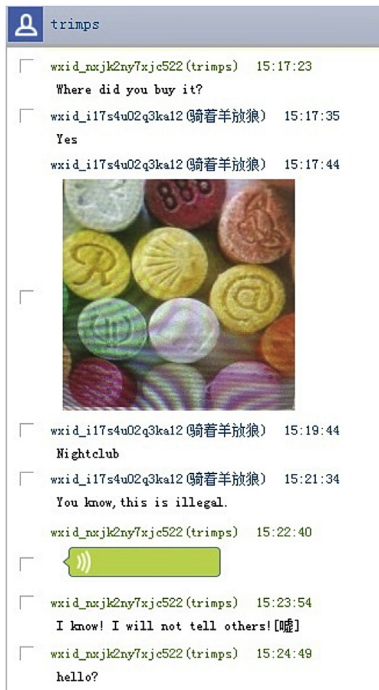 trimps
wxid_nxjk2ny7xjc522(trimps) 15:17:23
Where did you buy it?
wxid_i17s4u02q3ka12(骑着羊放狼) 15:17:35
Yes
wxid_i17s4u02q3ka12(骑着羊放狼) 15:17:44
888
R
@
wxid_i17s4u02q3ka12(骑着羊放狼) 15:19:44
Nightclub
wxid_i17s4u02q3ka12(骑着羊放狼) 15:21:34
You know,this is illegal.
wxid_nxjk2ny7xjc522(trimps) 15:22:40
wxid_nxjk2ny7xjc522(trimps) 15:23:54
I know! I will not tell others![嘘]
wxid_nxjk2ny7xjc522(trimps) 15:24:49
hello?